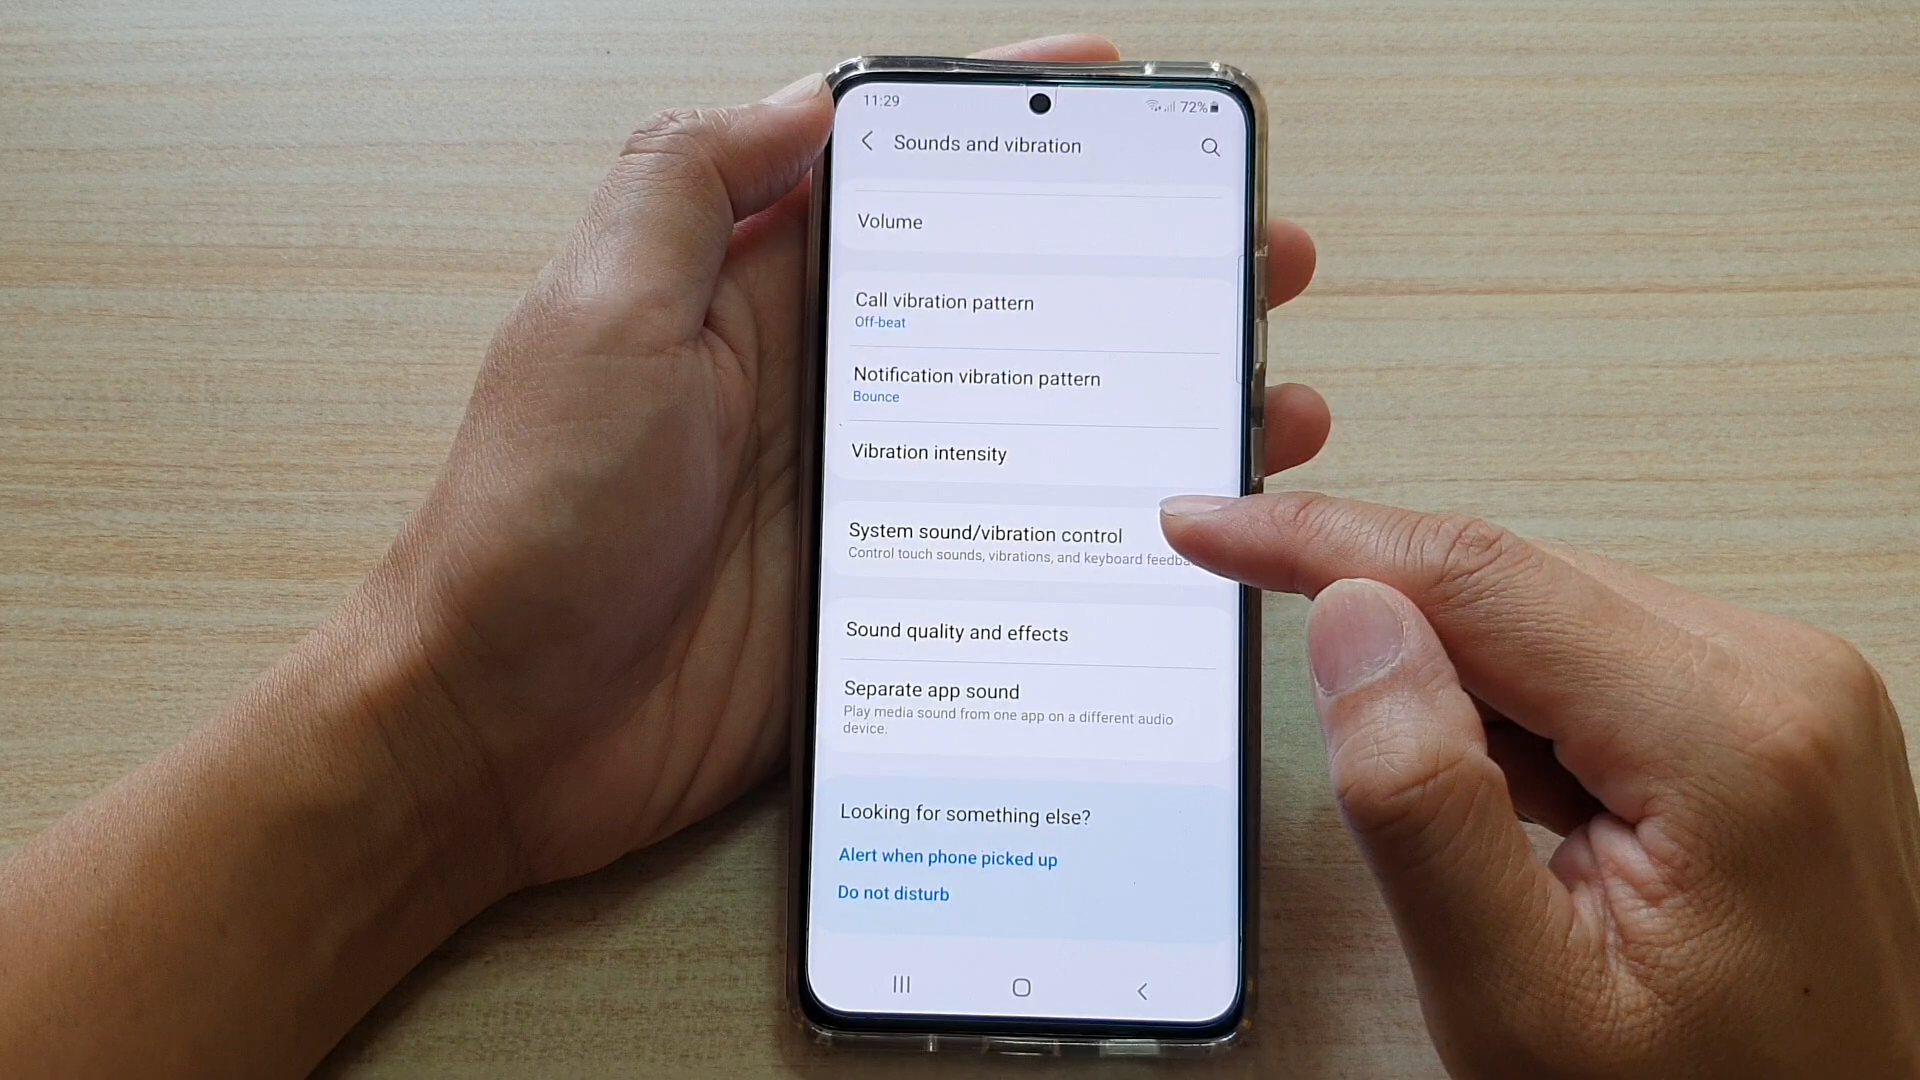 11:29
72%
Sounds and vibration
Volume
Call vibration pattern
Off-beat
Notification vibration pattern
Bounce
Vibration intensity
System sound/vibration control
Control touch sounds, vibrations, and keyboard
Sound quality and effects
Separate app sound
Play media sound from one app on a different audio
device.
Looking for something else?
Alert when phone picked up
Do not disturb